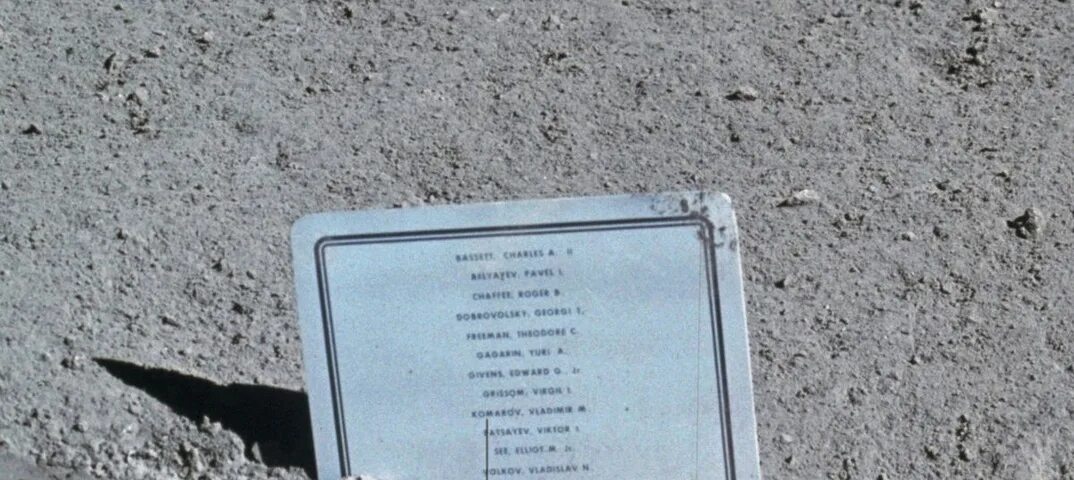 BASSETT, CHARLES A. II
BELYAYEV, PAVEL I.
CHAFFEE, ROGER B.
DOBROVOLSKY, GEORGI T.
FREEMAN, THEODORE C.
GAGARIN, YURI A.
GIVENS, EDWARD G., Jr.
GRISSOM, VIRGIL I.
KOMAROV, VLADIMIR M.
PATSAYEV, VIKTOR I.
SEE, ELLIOT M. Jr.
VOLKOV, VLADISLAV N.